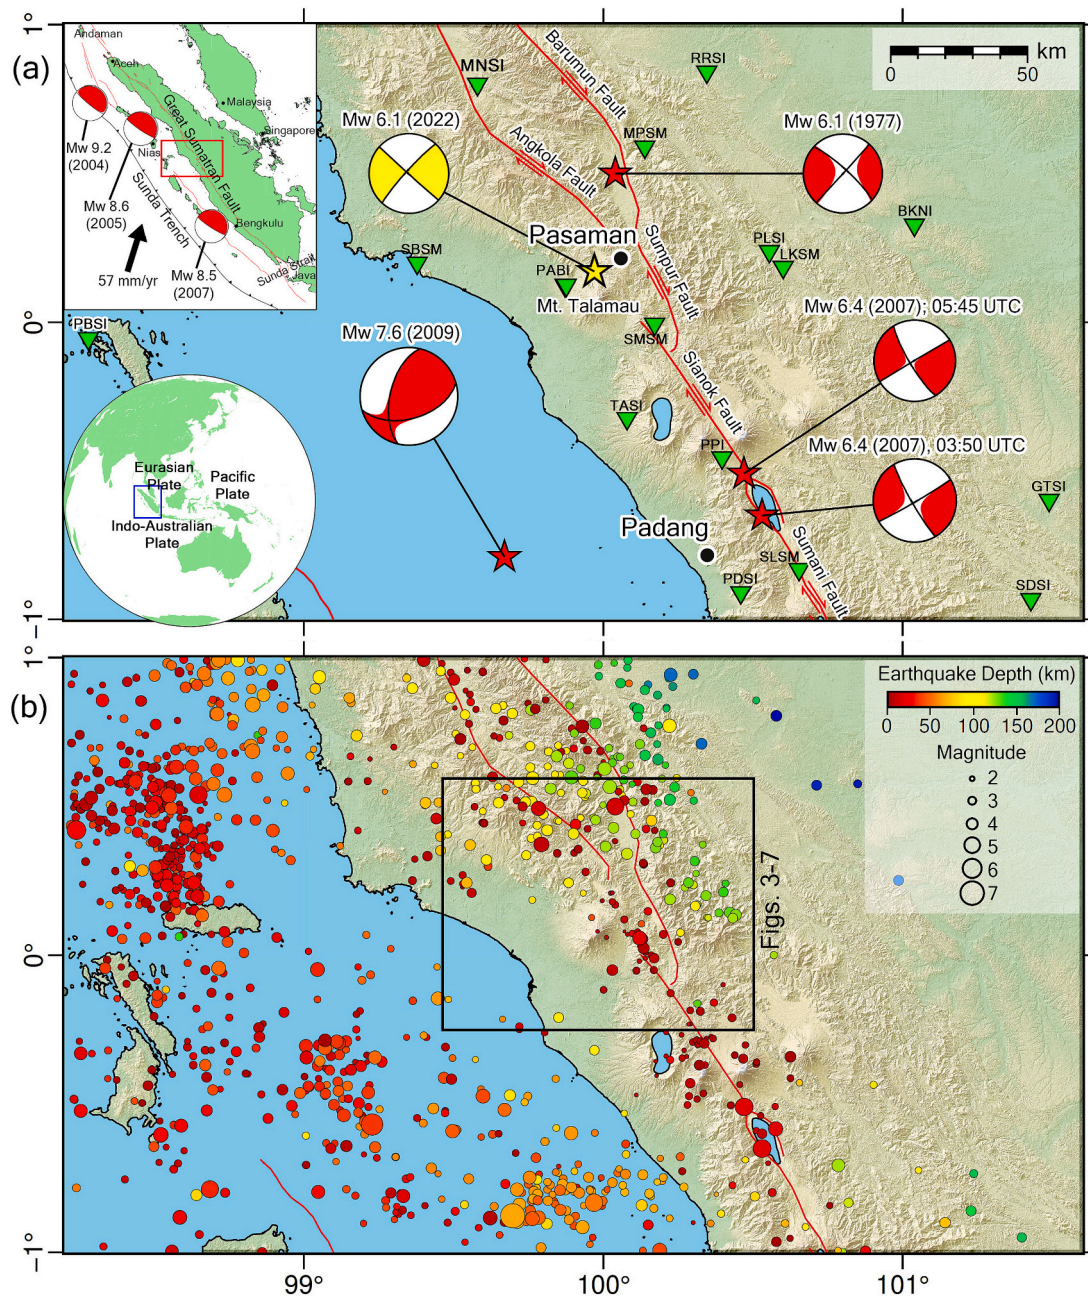 (a)
1°
0°
−1°
Andaman
Aceh
Malaysia
Singapore
Great Sumatran Fault
Nias
Mw 9.2
(2004)
Mw 8.6
(2005)
Sunda Trench
Bengkulu
Mw 8.5
(2007)
57 mm/yr
Sunda Strait
Java
MNSI
Barumun Fault
RRSI
km
0
50
Mw 6.1 (2022)
Angkola Fault
MPSM
Mw 6.1 (1977)
BKNI
Pasaman
SBSM
PABI
Mt. Talamau
Sumpur Fault
PLSI
LKSM
PBSI
Mw 7.6 (2009)
SMSM
Sianok Fault
Mw 6.4 (2007); 05:45 UTC
TASI
PPI
Mw 6.4 (2007), 03:50 UTC
GTSI
Eurasian
Plate
Pacific
Plate
Indo-Australian
Plate
Padang
PDSI
SLSM
Sumani Fault
SDSI
(b)
1°
0°
−1°
Earthquake Depth (km)
0 50 100 150 200
Magnitude
2
3
4
5
6
7
Figs. 3-7
99°
100°
101°